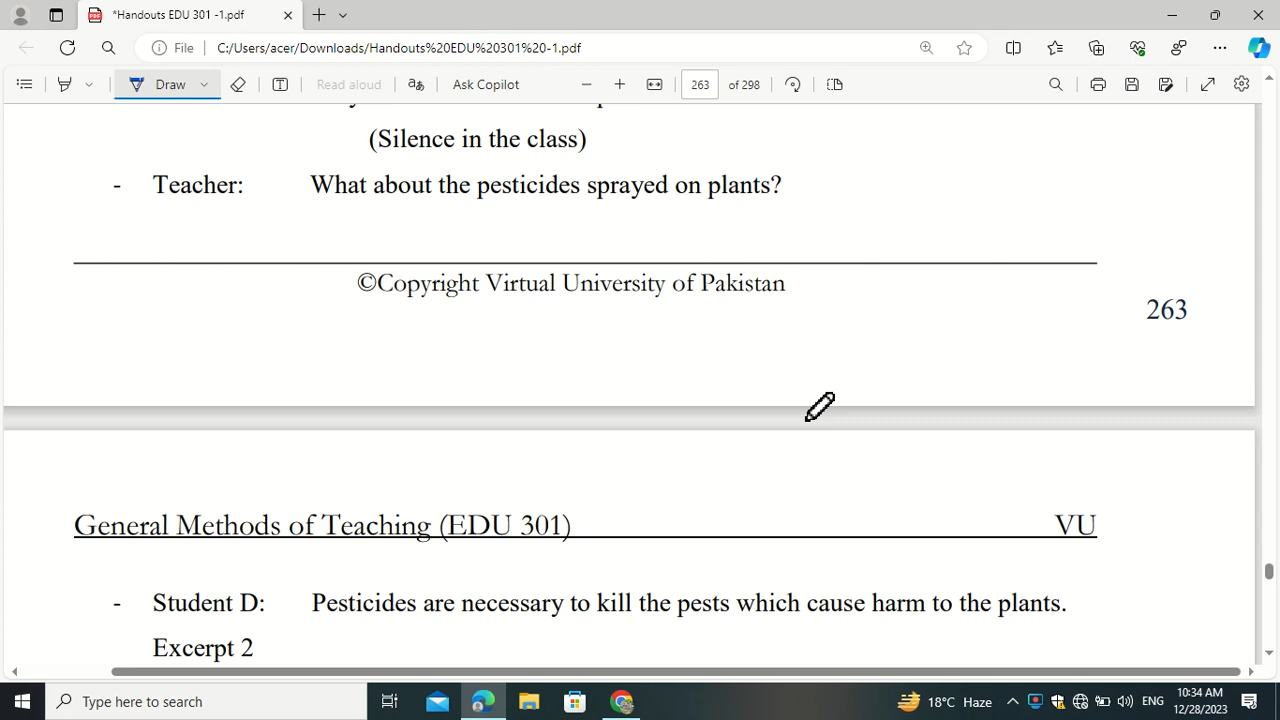 *Handouts EDU 301 -1.pdf
File
C:/Users/acer/Downloads/Handouts%20EDU%20301%20-1.pdf
Draw
Read aloud
Ask Copilot
263
of 298
(Silence in the class)
- Teacher: What about the pesticides sprayed on plants?
©Copyright Virtual University of Pakistan
263
General Methods of Teaching (EDU 301) VU
- Student D: Pesticides are necessary to kill the pests which cause harm to the plants.
Excerpt 2
Type here to search
18°C Haze
ENG
10:34 AM
12/28/2023